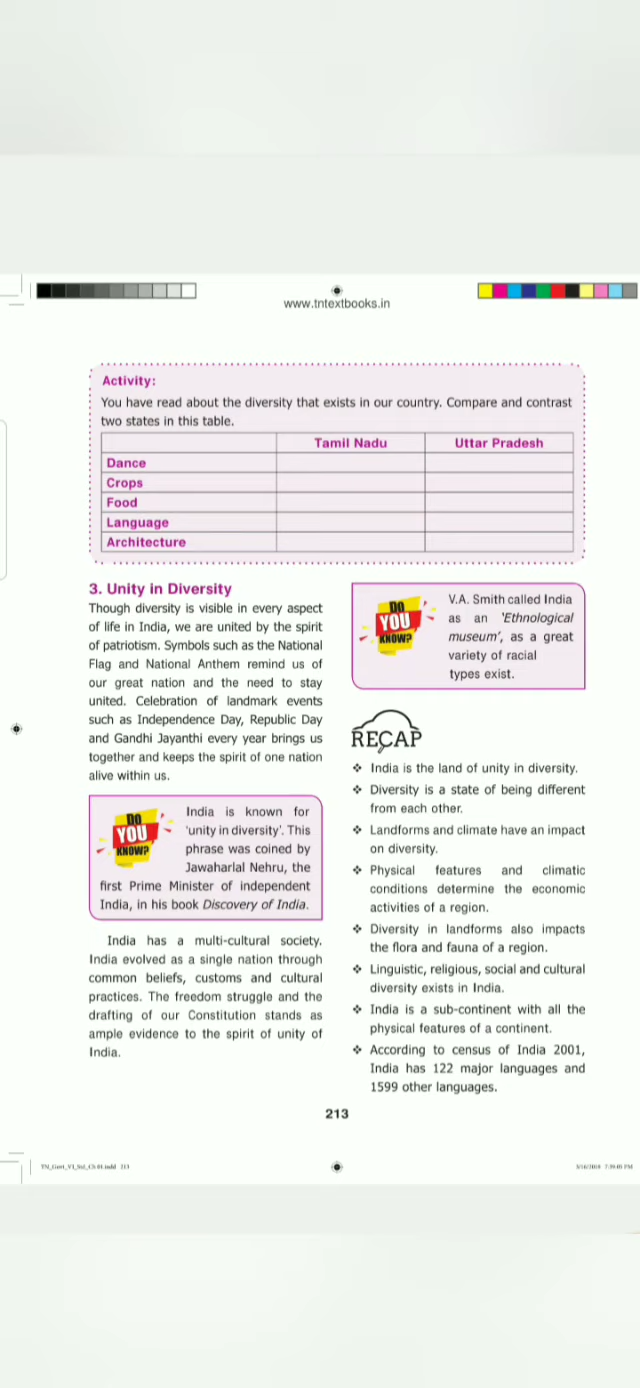 www.tntextbooks.in
Activity:
You have read about the diversity that exists in our country. Compare and contrast
two states in this table.
Tamil Nadu Uttar Pradesh
Dance
Crops
Food
Language
Architecture
3. Unity in Diversity
Though diversity is visible in every aspect
of life in India, we are united by the spirit
of patriotism. Symbols such as the National
Flag and National Anthem remind us of
our great nation and the need to stay
united. Celebration of landmark events
such as Independence Day, Republic Day
and Gandhi Jayanthi every year brings us
together and keeps the spirit of one nation
alive within us.
DO
YOU
KNOW?
India is known for
'unity in diversity'. This
phrase was coined by
Jawaharlal Nehru, the
first Prime Minister of independent
India, in his book Discovery of India.
India has a multi-cultural society.
India evolved as a single nation through
common beliefs, customs and cultural
practices. The freedom struggle and the
drafting of our Constitution stands as
ample evidence to the spirit of unity of
India.
DO
YOU
KNOW?
V.A. Smith called India
as an 'Ethnological
museum', as a great
variety of racial
types exist.
RECAP
❖ India is the land of unity in diversity.
❖ Diversity is a state of being different
from each other.
❖ Landforms and climate have an impact
on diversity.
❖ Physical features and climatic
conditions determine the economic
activities of a region.
❖ Diversity in landforms also impacts
the flora and fauna of a region.
❖ Linguistic, religious, social and cultural
diversity exists in India.
❖ India is a sub-continent with all the
physical features of a continent.
❖ According to census of India 2001,
India has 122 major languages and
1599 other languages.
213